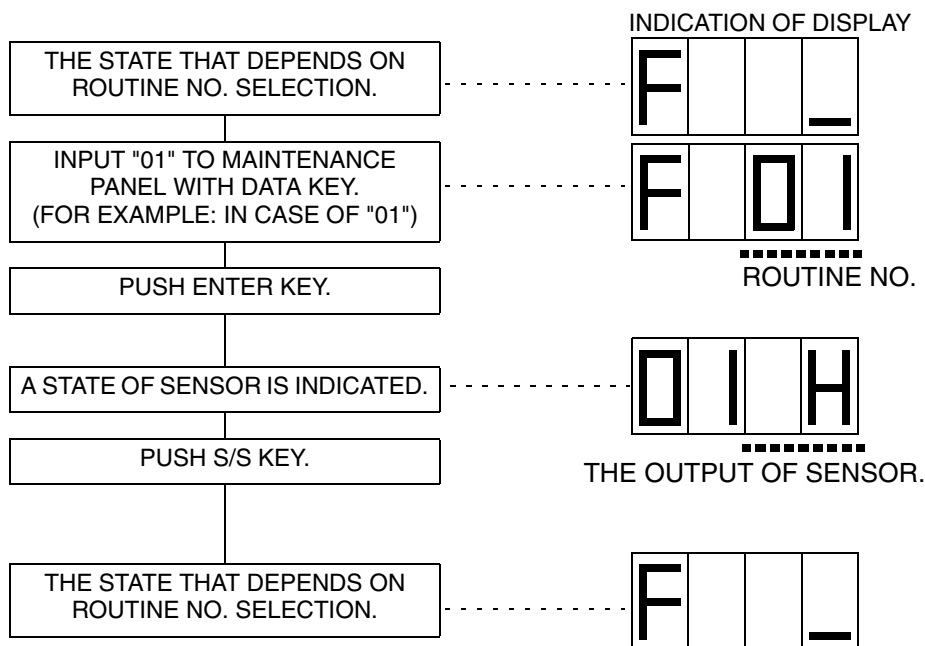 INDICATION OF DISPLAY
THE STATE THAT DEPENDS ON
ROUTINE NO. SELECTION.
F _
INPUT "01" TO MAINTENANCE
PANEL WITH DATA KEY.
(FOR EXAMPLE: IN CASE OF "01")
F 01
ROUTINE NO.
PUSH ENTER KEY.
A STATE OF SENSOR IS INDICATED.
01 H
THE OUTPUT OF SENSOR.
PUSH S/S KEY.
THE STATE THAT DEPENDS ON
ROUTINE NO. SELECTION.
F _